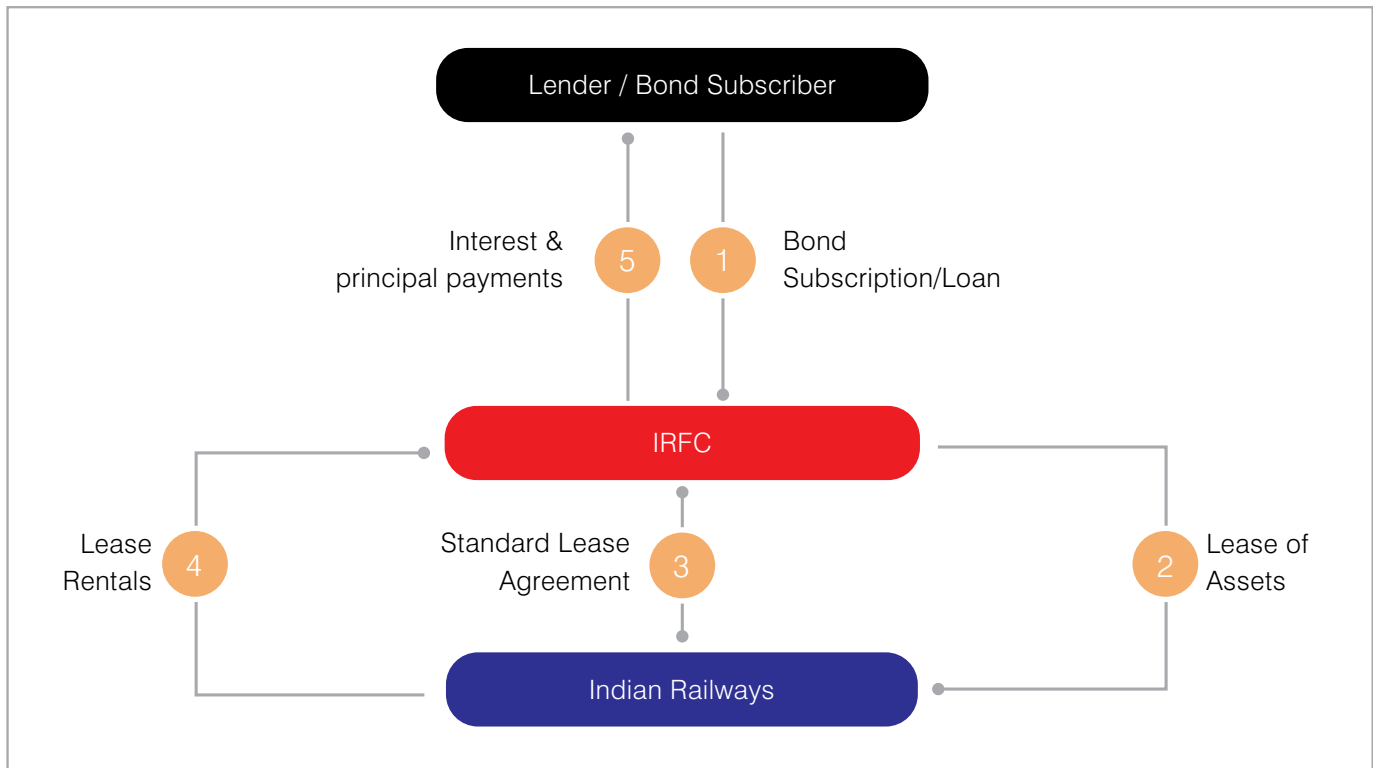 Lender / Bond Subscriber
Interest &
principal payments
5
1
Bond
Subscription/Loan
IRFC
Lease
Rentals
4
Standard Lease
Agreement
3
2
Lease of
Assets
Indian Railways